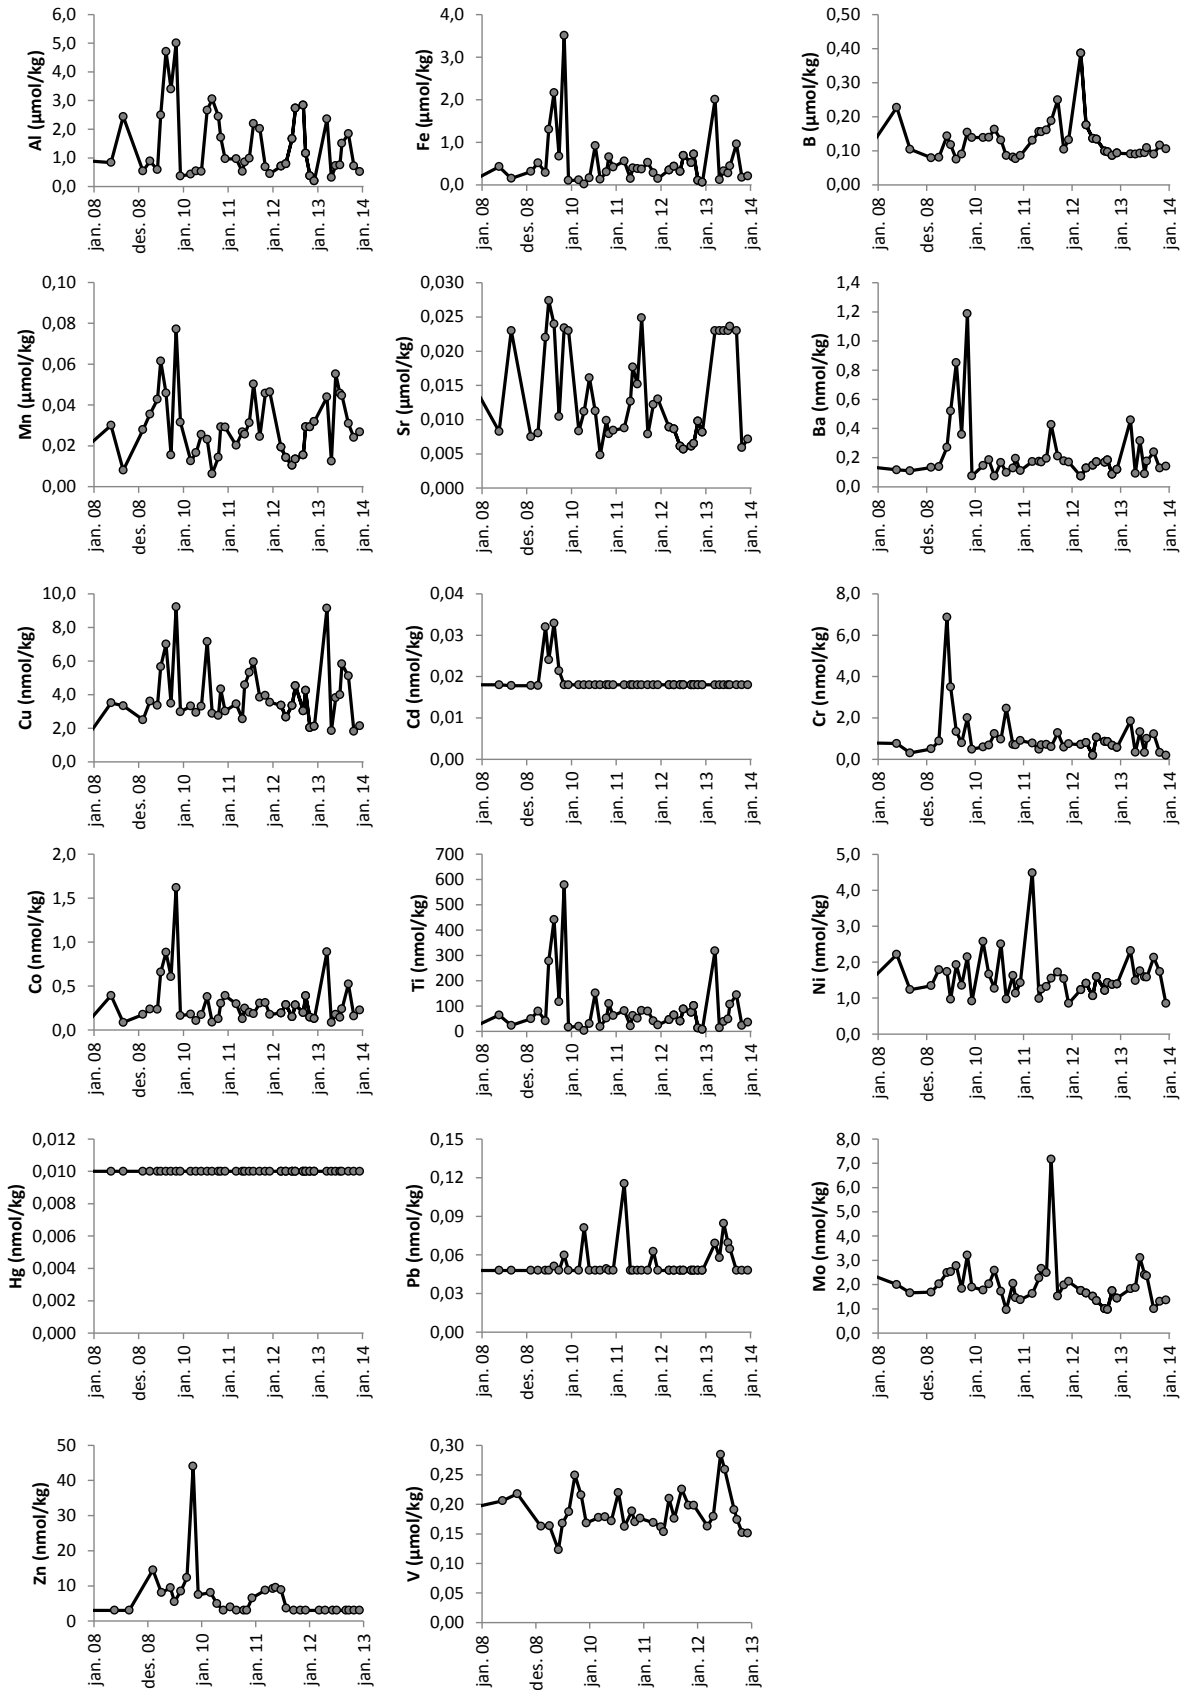 Al (μmol/kg)
6,0
5,0
4,0
3,0
2,0
1,0
0,0
jan. 08
des. 08
jan. 10
jan. 11
jan. 12
jan. 13
jan. 14
Fe (μmol/kg)
4,0
3,0
2,0
1,0
0,0
jan. 08
des. 08
jan. 10
jan. 11
jan. 12
jan. 13
jan. 14
B (μmol/kg)
0,50
0,40
0,30
0,20
0,10
0,00
jan. 08
des. 08
jan. 10
jan. 11
jan. 12
jan. 13
jan. 14
Mn (μmol/kg)
0,10
0,08
0,06
0,04
0,02
0,00
jan. 08
des. 08
jan. 10
jan. 11
jan. 12
jan. 13
jan. 14
Sr (μmol/kg)
0,030
0,025
0,020
0,015
0,010
0,005
0,000
jan. 08
des. 08
jan. 10
jan. 11
jan. 12
jan. 13
jan. 14
Ba (nmol/kg)
1,4
1,2
1,0
0,8
0,6
0,4
0,2
0,0
jan. 08
des. 08
jan. 10
jan. 11
jan. 12
jan. 13
jan. 14
Cu (nmol/kg)
10,0
8,0
6,0
4,0
2,0
0,0
jan. 08
des. 08
jan. 10
jan. 11
jan. 12
jan. 13
jan. 14
Cd (nmol/kg)
0,04
0,03
0,02
0,01
0,00
jan. 08
des. 08
jan. 10
jan. 11
jan. 12
jan. 13
jan. 14
Cr (nmol/kg)
8,0
6,0
4,0
2,0
0,0
jan. 08
des. 08
jan. 10
jan. 11
jan. 12
jan. 13
jan. 14
Co (nmol/kg)
2,0
1,5
1,0
0,5
0,0
jan. 08
des. 08
jan. 10
jan. 11
jan. 12
jan. 13
jan. 14
Ti (nmol/kg)
700
600
500
400
300
200
100
0
jan. 08
des. 08
jan. 10
jan. 11
jan. 12
jan. 13
jan. 14
Ni (nmol/kg)
5,0
4,0
3,0
2,0
1,0
0,0
jan. 08
des. 08
jan. 10
jan. 11
jan. 12
jan. 13
jan. 14
Hg (nmol/kg)
0,012
0,010
0,008
0,006
0,004
0,002
0,000
jan. 08
des. 08
jan. 10
jan. 11
jan. 12
jan. 13
jan. 14
Pb (nmol/kg)
0,15
0,12
0,09
0,06
0,03
0,00
jan. 08
des. 08
jan. 10
jan. 11
jan. 12
jan. 13
jan. 14
Mo (nmol/kg)
8,0
7,0
6,0
5,0
4,0
3,0
2,0
1,0
0,0
jan. 08
des. 08
jan. 10
jan. 11
jan. 12
jan. 13
jan. 14
Zn (nmol/kg)
50
40
30
20
10
0
jan. 08
des. 08
jan. 10
jan. 11
jan. 12
jan. 13
V (μmol/kg)
0,30
0,25
0,20
0,15
0,10
0,05
0,00
jan. 08
des. 08
jan. 10
jan. 11
jan. 12
jan. 13